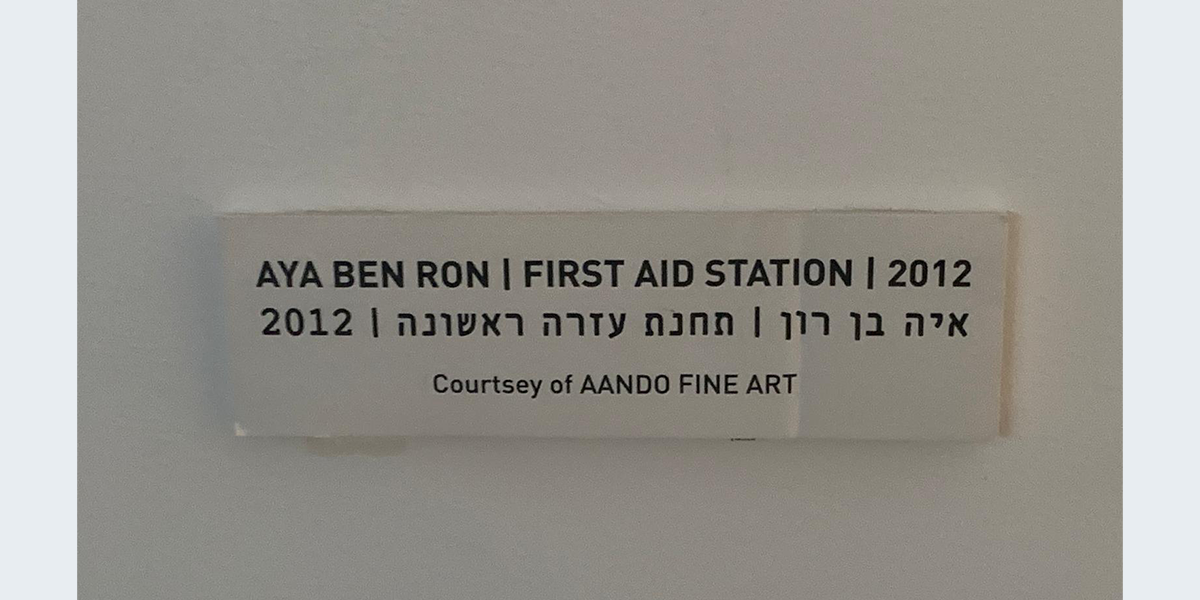 AYA BEN RON | FIRST AID STATION | 2012
איה בן רון | תחנת עזרה ראשונה | 2012
Courtsey of AANDO FINE ART